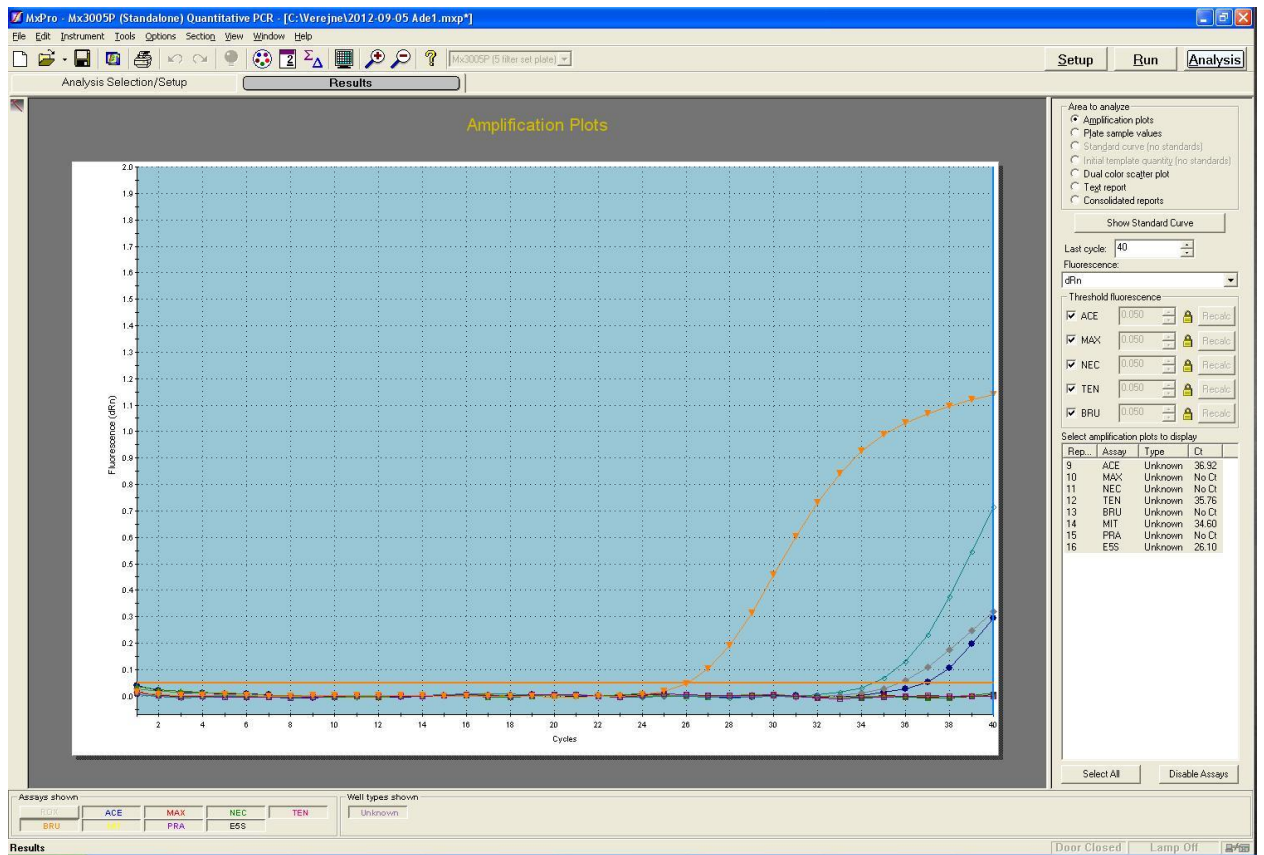 MxPro - Mx3005P (Standalone) Quantitative PCR - [C:\Verejne\2012-09-05 Ade1.mxp*]
File Edit Instrument Tools Options Section View Window Help
Mx3005P (5 filter set plate)
Setup Run Analysis
Analysis Selection/Setup Results
Amplification Plots
2.0
1.9
1.8
1.7
1.6
1.5
1.4
1.3
1.2
1.1
1.0
0.9
0.8
0.7
0.6
0.5
0.4
0.3
0.2
0.1
0.0
Fluorescence (dRn)
2 4 6 8 10 12 14 16 18 20 22 24 26 28 30 32 34 36 38 40
Cycles
Area to analyze
Amplification plots
Plate sample values
Standard curve (no standards)
Initial template quantity (no standards)
Dual color scatter plot
Text report
Consolidated reports
Show Standard Curve
Last cycle: 40
Fluorescence:
dRn
Threshold fluorescence
ACE 0.050 Recalc
MAX 0.050 Recalc
NEC 0.050 Recalc
TEN 0.050 Recalc
BRU 0.050 Recalc
Select amplification plots to display
Rep... Assay Type Ct
9 ACE Unknown 36.92
10 MAX Unknown No Ct
11 NEC Unknown No Ct
12 TEN Unknown 35.76
13 BRU Unknown No Ct
14 MIT Unknown 34.60
15 PRA Unknown No Ct
16 E5S Unknown 26.10
Select All Disable Assays
Assays shown
ROX ACE MAX NEC TEN
BRU MIT PRA E5S
Well types shown
Unknown
Results
Door Closed Lamp Off